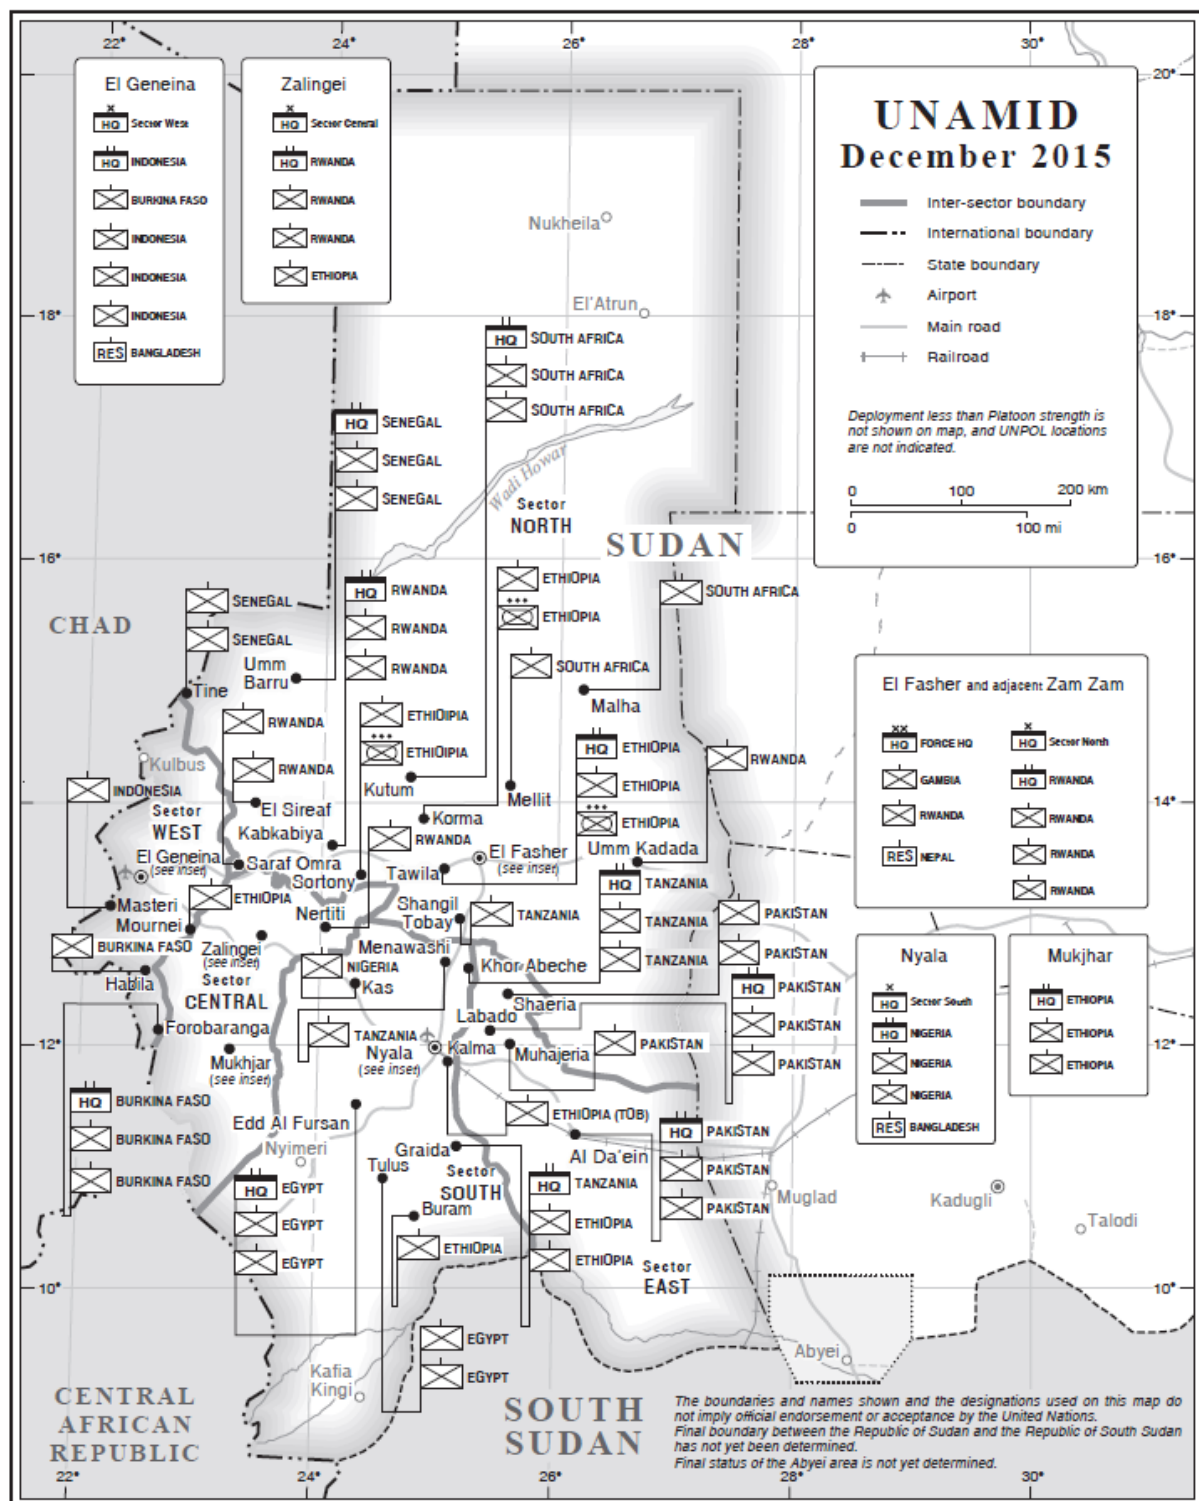 22°
24°
26°
28°
30°
20°
18°
18°
16°
16°
14°
14°
12°
12°
10°
10°
22°
24°
26°
28°
30°
El Geneina
HQ Sector West
HQ INDONESIA
BURKINA FASO
INDONESIA
INDONESIA
INDONESIA
RES BANGLADESH
Zalingei
HQ Sector Central
HQ RWANDA
RWANDA
RWANDA
ETHIOPIA
UNAMID
December 2015
Inter-sector boundary
International boundary
State boundary
Airport
Main road
Railroad
Deployment less than Platoon strength is
not shown on map, and UNPOL locations
are not indicated.
0 100 200 km
0 100 mi
Nukheila
El'Atrun
HQ SOUTH AFRICA
SOUTH AFRICA
SOUTH AFRICA
HQ SENEGAL
SENEGAL
SENEGAL
Wadi Howar
Sector
NORTH
SUDAN
CHAD
SENEGAL
SENEGAL
HQ RWANDA
RWANDA
RWANDA
ETHIOPIA
ETHIOPIA
SOUTH AFRICA
SOUTH AFRICA
Umm
Barru
Tine
Malha
RWANDA
ETHIOIPIA
ETHIOIPIA
HQ ETHIOPIA
ETHIOPIA
ETHIOPIA
RWANDA
Kulbus
RWANDA
INDONESIA
Kutum
Mellit
El Sireaf
Korma
Sector
WEST
Kabkabiya
RWANDA
El Geneina
(see inset)
Saraf Omra
Sortony
Tawila
El Fasher
(see inset)
Umm Kadada
HQ TANZANIA
TANZANIA
TANZANIA
El Fasher and adjacent Zam Zam
HQ FORCE HQ
GAMBIA
RWANDA
RES NEPAL
HQ Sector North
HQ RWANDA
RWANDA
RWANDA
RWANDA
Masteri
Mournei
ETHIOPIA
Nertiti
Shangil
Tobay
TANZANIA
PAKISTAN
PAKISTAN
BURKINA FASO
Zalingei
(see inset)
Menawashi
NIGERIA
Khor Abeche
Habila
Sector
CENTRAL
Kas
Shaeria
HQ PAKISTAN
PAKISTAN
PAKISTAN
Forobaranga
TANZANIA
Labado
Nyala
(see inset)
Kalma
Muhajeria
PAKISTAN
Mukhjar
(see inset)
Nyala
HQ Sector South
HQ NIGERIA
NIGERIA
NIGERIA
RES BANGLADESH
Mukjhar
HQ ETHIOPIA
ETHIOPIA
ETHIOPIA
HQ BURKINA FASO
BURKINA FASO
BURKINA FASO
Edd Al Fursan
ETHIOPIA (TOB)
Al Da'ein
HQ PAKISTAN
PAKISTAN
PAKISTAN
Nyimeri
Graida
Tulus
Sector
SOUTH
Buram
HQ EGYPT
EGYPT
EGYPT
HQ TANZANIA
ETHIOPIA
ETHIOPIA
ETHIOPIA
Muglad
Kadugli
Talodi
Sector
EAST
EGYPT
EGYPT
Abyei
Kafia
Kingi
CENTRAL
AFRICAN
REPUBLIC
SOUTH
SUDAN
The boundaries and names shown and the designations used on this map do
not imply official endorsement or acceptance by the United Nations.
Final boundary between the Republic of Sudan and the Republic of South Sudan
has not yet been determined.
Final status of the Abyei area is not yet determined.